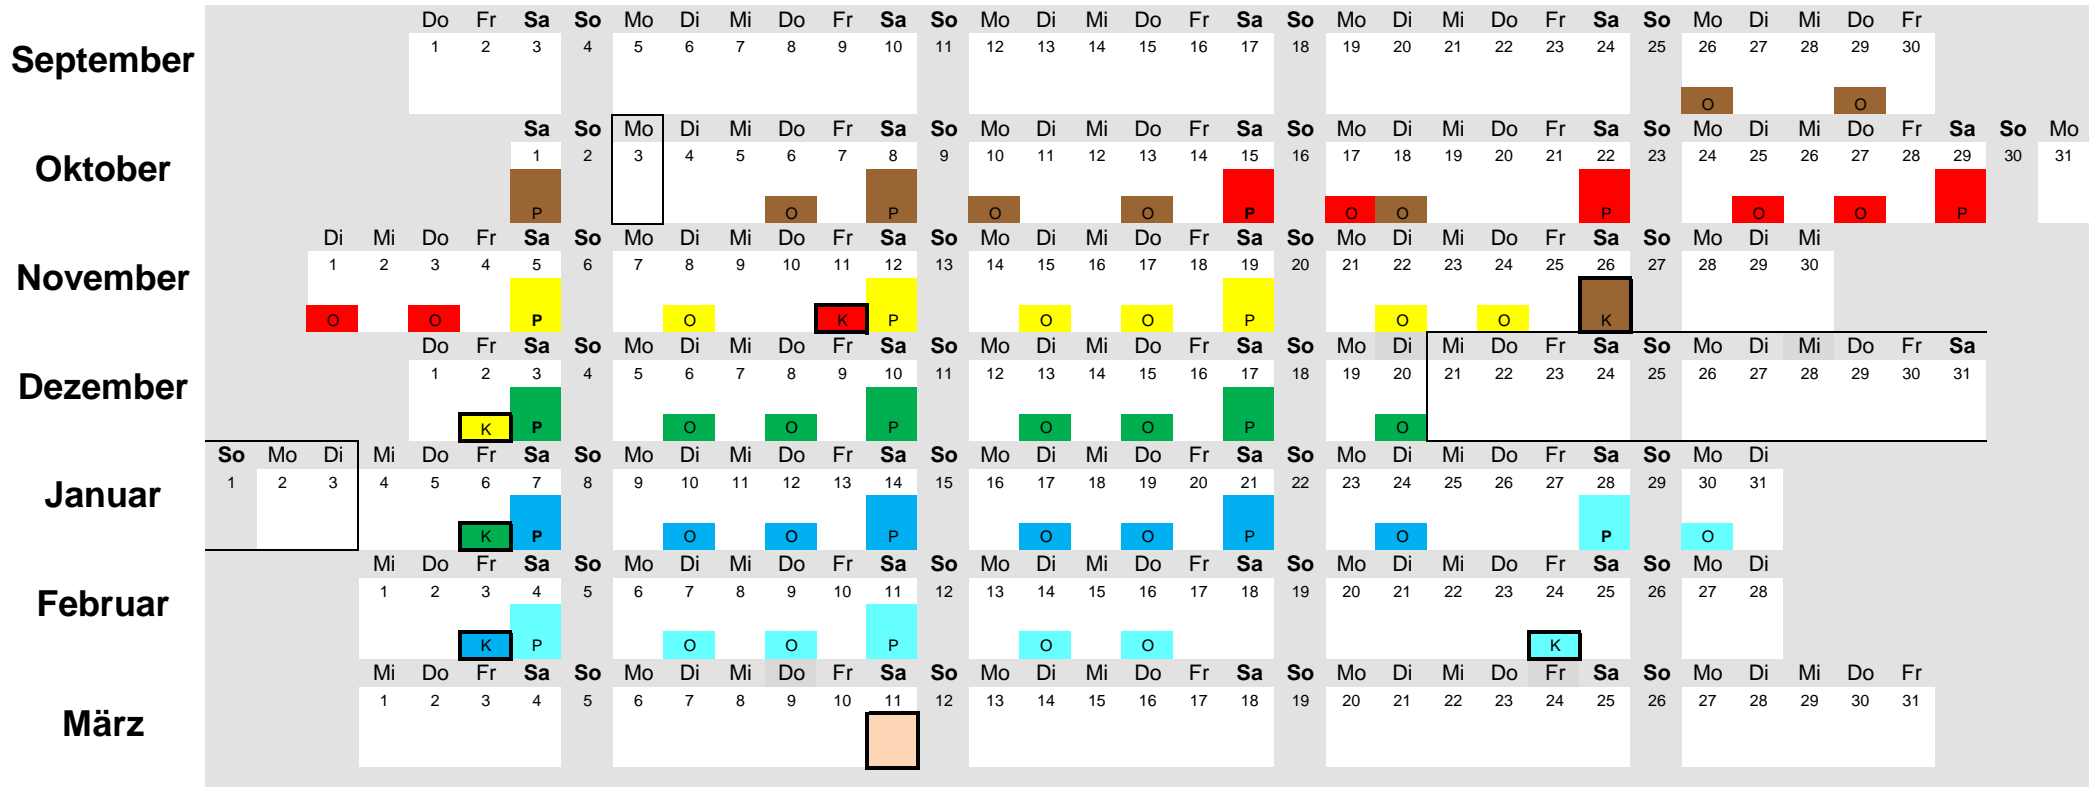 Do Fr Sa So Mo Di Mi Do Fr Sa So Mo Di Mi Do Fr Sa So Mo Di Mi Do Fr Sa So Mo Di Mi Do Fr
September 1 2 3 4 5 6 7 8 9 10 11 12 13 14 15 16 17 18 19 20 21 22 23 24 25 26 27 28 29 30
O O
Sa So Mo Di Mi Do Fr Sa So Mo Di Mi Do Fr Sa So Mo Di Mi Do Fr Sa So Mo Di Mi Do Fr Sa So Mo
Oktober 1 2 3 4 5 6 7 8 9 10 11 12 13 14 15 16 17 18 19 20 21 22 23 24 25 26 27 28 29 30 31
P O P O O P O O P O O P
Di Mi Do Fr Sa So Mo Di Mi Do Fr Sa So Mo Di Mi Do Fr Sa So Mo Di Mi Do Fr Sa So Mo Di Mi
November 1 2 3 4 5 6 7 8 9 10 11 12 13 14 15 16 17 18 19 20 21 22 23 24 25 26 27 28 29 30
O O P O K P O O P O O K
Do Fr Sa So Mo Di Mi Do Fr Sa So Mo Di Mi Do Fr Sa So Mo Di Mi Do Fr Sa So Mo Di Mi Do Fr Sa
Dezember 1 2 3 4 5 6 7 8 9 10 11 12 13 14 15 16 17 18 19 20 21 22 23 24 25 26 27 28 29 30 31
K P O O P O O P O
So Mo Di Mi Do Fr Sa So Mo Di Mi Do Fr Sa So Mo Di Mi Do Fr Sa So Mo Di Mi Do Fr Sa So Mo Di
Januar 1 2 3 4 5 6 7 8 9 10 11 12 13 14 15 16 17 18 19 20 21 22 23 24 25 26 27 28 29 30 31
K P O O P O O P O P O
Mi Do Fr Sa So Mo Di Mi Do Fr Sa So Mo Di Mi Do Fr Sa So Mo Di Mi Do Fr Sa So Mo Di
Februar 1 2 3 4 5 6 7 8 9 10 11 12 13 14 15 16 17 18 19 20 21 22 23 24 25 26 27 28
K P O O P O O K
Mi Do Fr Sa So Mo Di Mi Do Fr Sa So Mo Di Mi Do Fr Sa So Mo Di Mi Do Fr Sa So Mo Di Mi Do Fr
März 1 2 3 4 5 6 7 8 9 10 11 12 13 14 15 16 17 18 19 20 21 22 23 24 25 26 27 28 29 30 31